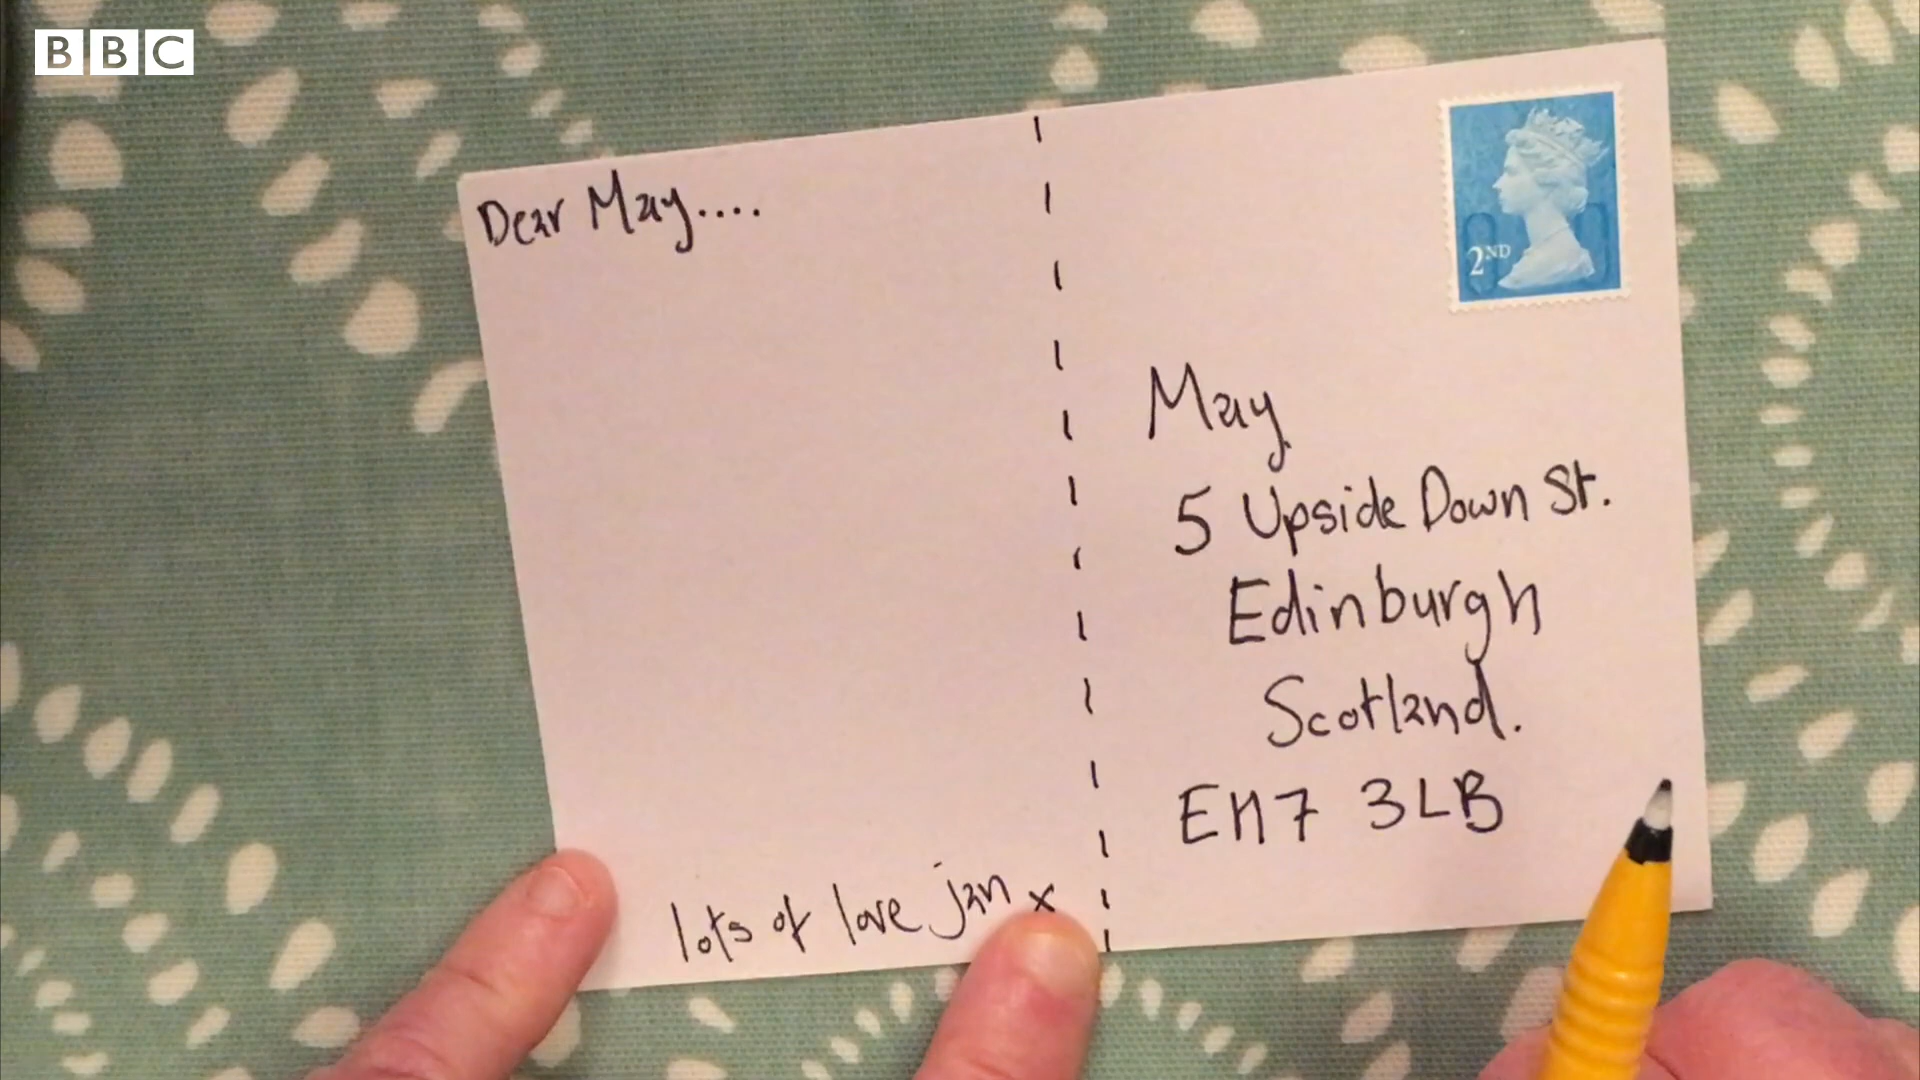 BBC
Dear May....
2ND
May
5 Upside Down St.
Edinburgh
Scotland.
EH7 3LB
lots of love jan x